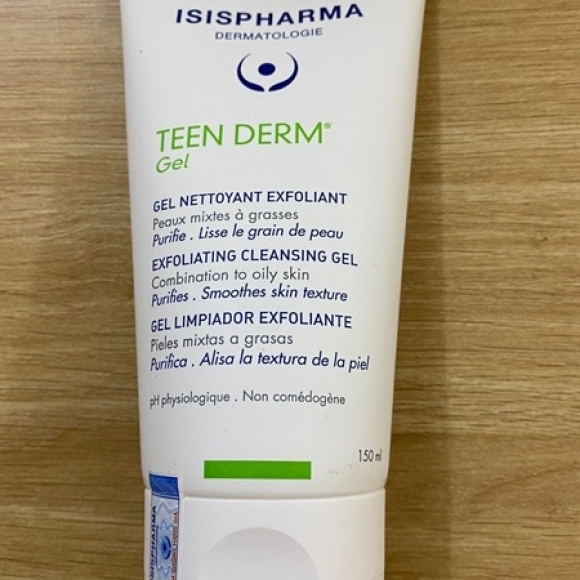 ISISPHARMA
DERMATOLOGIE
TEEN DERM®
Gel
GEL NETTOYANT EXFOLIANT
Peaux mixtes à grasses
Purifie . Lisse le grain de peau
EXFOLIATING CLEANSING GEL
Combination to oily skin
Purifies . Smoothes skin texture
GEL LIMPIADOR EXFOLIANTE
Pieles mixtas a grasas
Purifica . Alisa la textura de la piel
pH physiologique . Non comédogène
150 ml
ISISPHARMA